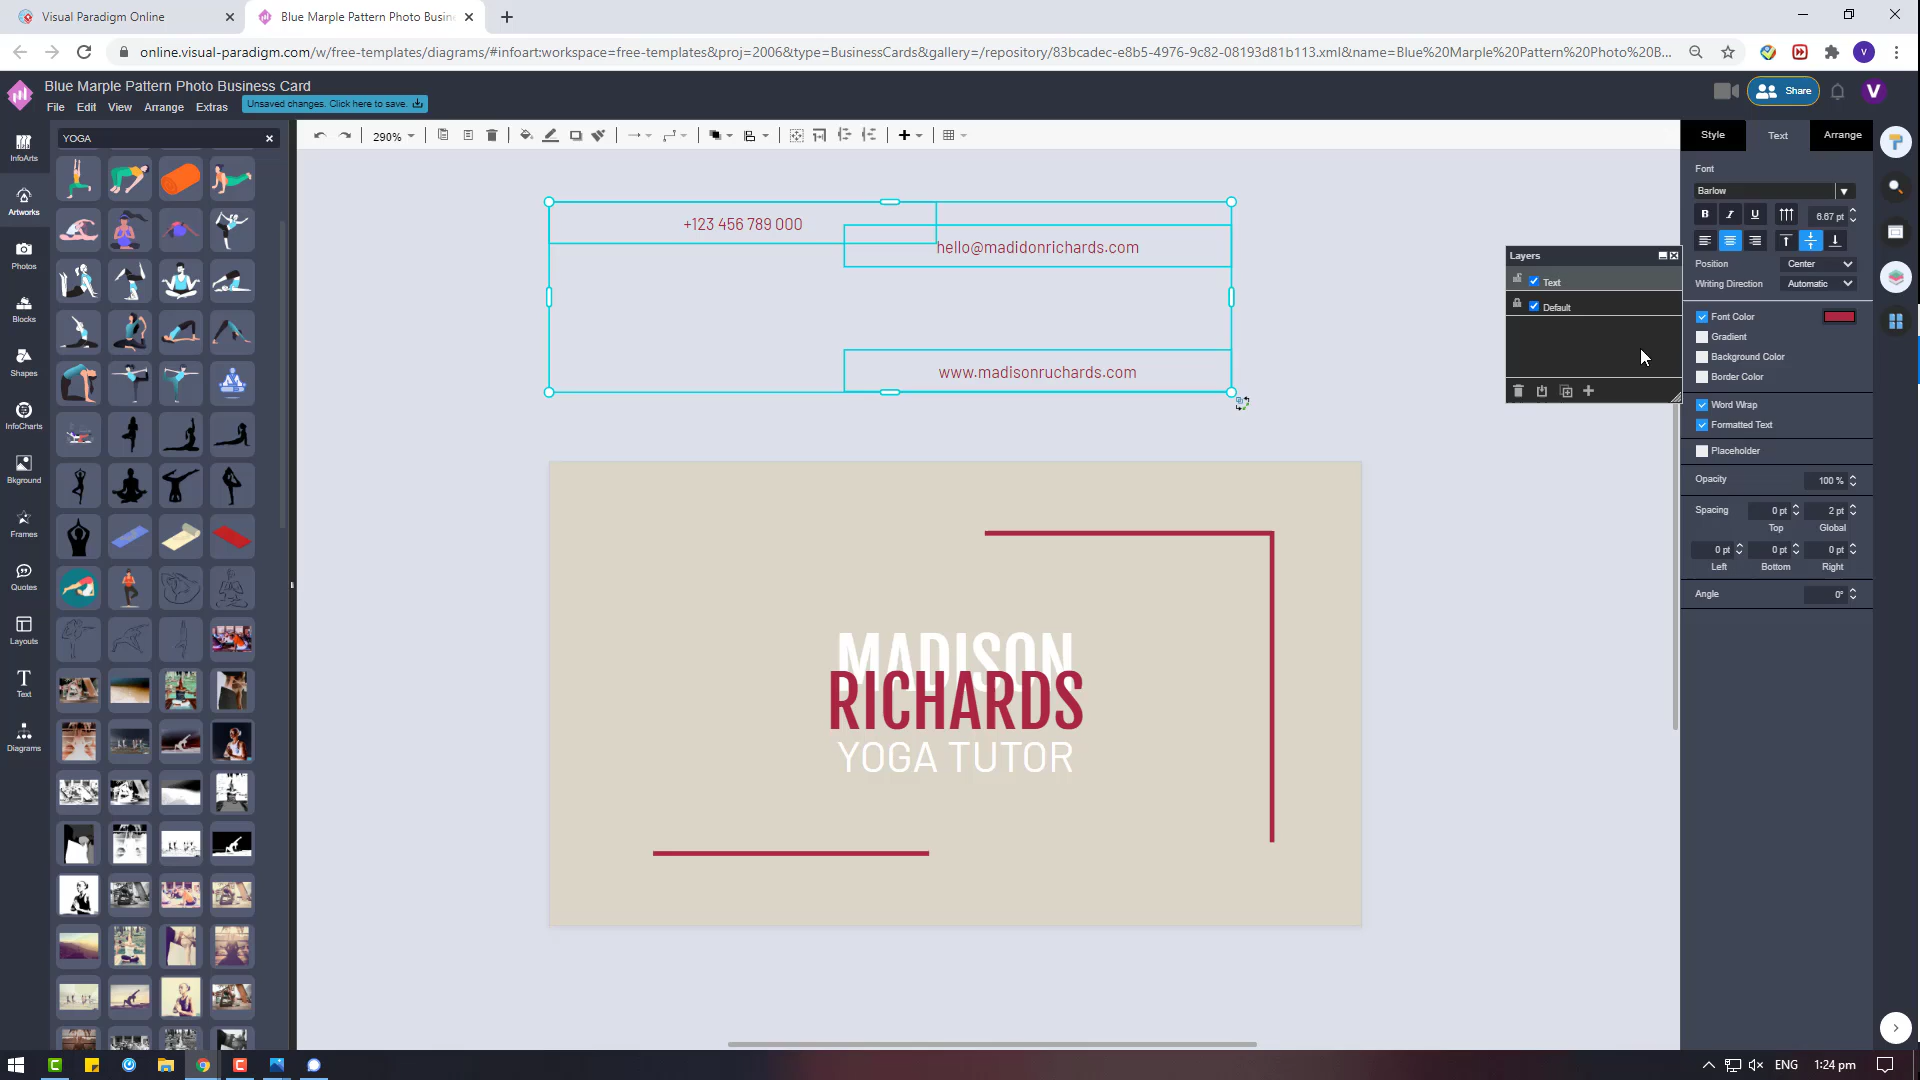 Visual Paradigm Online
Blue Marple Pattern Photo Busin
online.visual-paradigm.com/w/free-templates/diagrams/#infoart:workspace=free-templates&proj=2006&type=BusinessCards&gallery=/repository/83bcadec-e8b5-4976-9c82-08193d81b113.xml&name=Blue%20Marple%20Pattern%20Photo%20B...
V
Blue Marple Pattern Photo Business Card
File Edit View Arrange Extras
Unsaved changes. Click here to save.
Share
V
InfoArts
Artworks
Photos
Blocks
Shapes
InfoCharts
Bkground
Frames
Quotes
Layouts
Text
Diagrams
YOGA
290%
+123 456 789 000
hello@madidonrichards.com
www.madisonruchards.com
MADISON
RICHARDS
YOGA TUTOR
Layers
Text
Default
Style Text Arrange
Font
Barlow
B I U 6.67 pt
Position Center
Writing Direction Automatic
Font Color
Gradient
Background Color
Border Color
Word Wrap
Formatted Text
Placeholder
Opacity 100 %
Spacing 0 pt 2 pt
Top Global
0 pt 0 pt 0 pt
Left Bottom Right
Angle 0°
ENG 1:24 pm